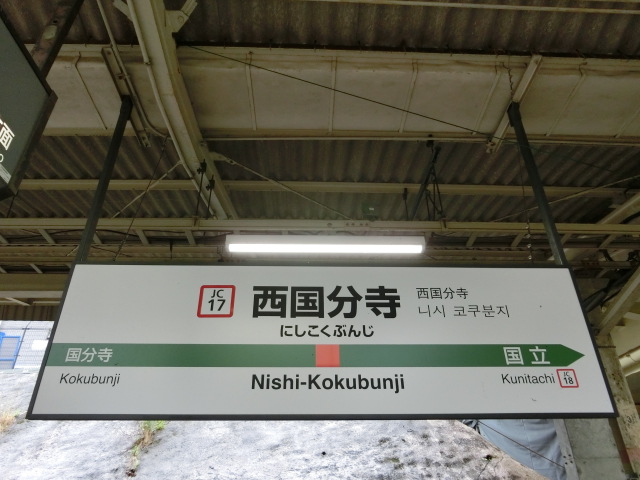 面
JC
17
西国分寺
にしこくぶんじ
西国分寺
니시 코쿠분지
国分寺
国立
Kokubunji
Nishi-Kokubunji
Kunitachi
JC
18